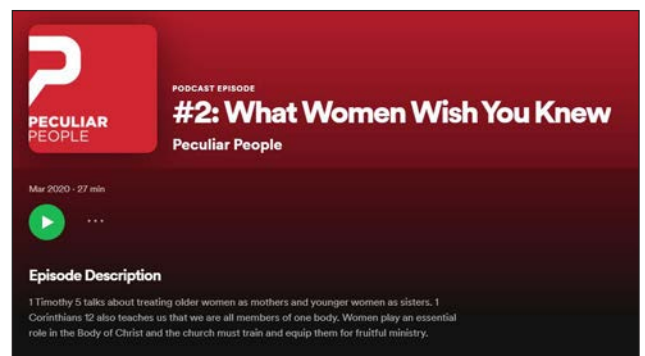 PECULIAR
PEOPLE
PODCAST EPISODE
#2: What Women Wish You Knew
Peculiar People
Mar 2020 · 27 min
Episode Description
1 Timothy 5 talks about treating older women as mothers and younger women as sisters. 1
Corinthians 12 also teaches us that we are all members of one body. Women play an essential
role in the Body of Christ and the church must train and equip them for fruitful ministry.